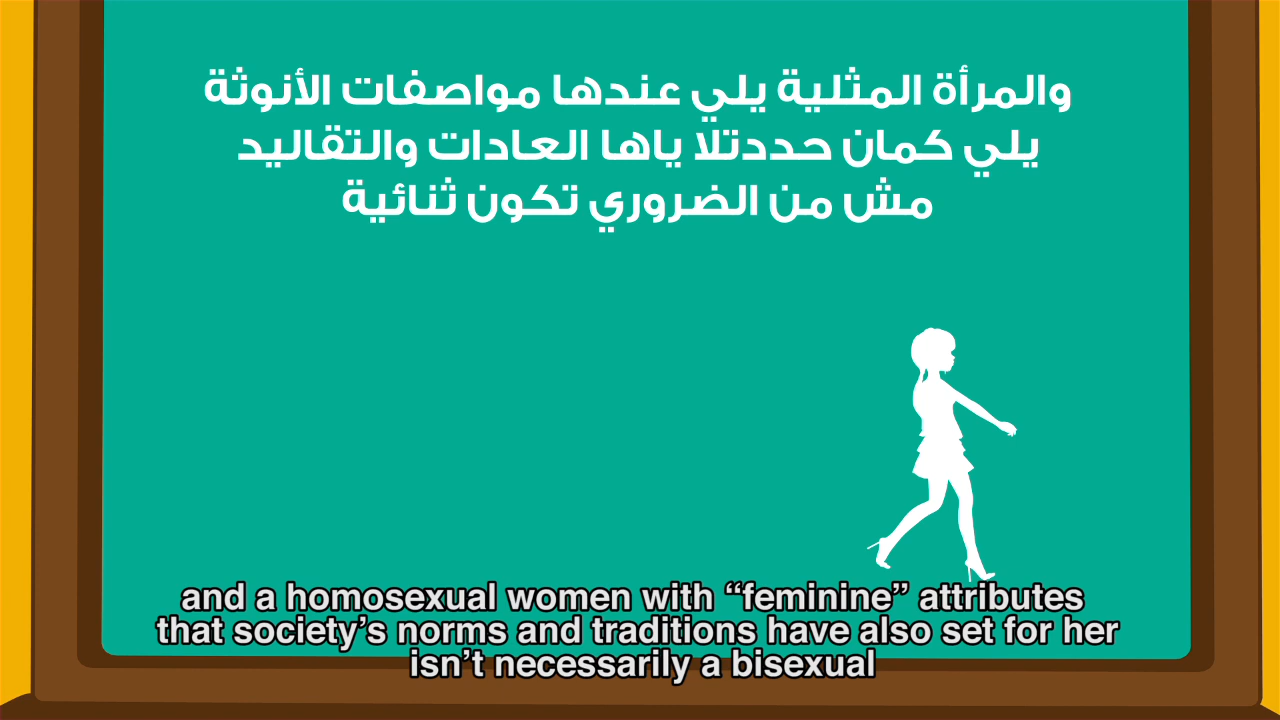 والمرأة المثلية يلي عندها مواصفات الأنوثة
يلي كمان حددتلا ياها العادات والتقاليد
مش من الضروري تكون ثنائية
and a homosexual women with “feminine” attributes
that society’s norms and traditions have also set for her
isn’t necessarily a bisexual